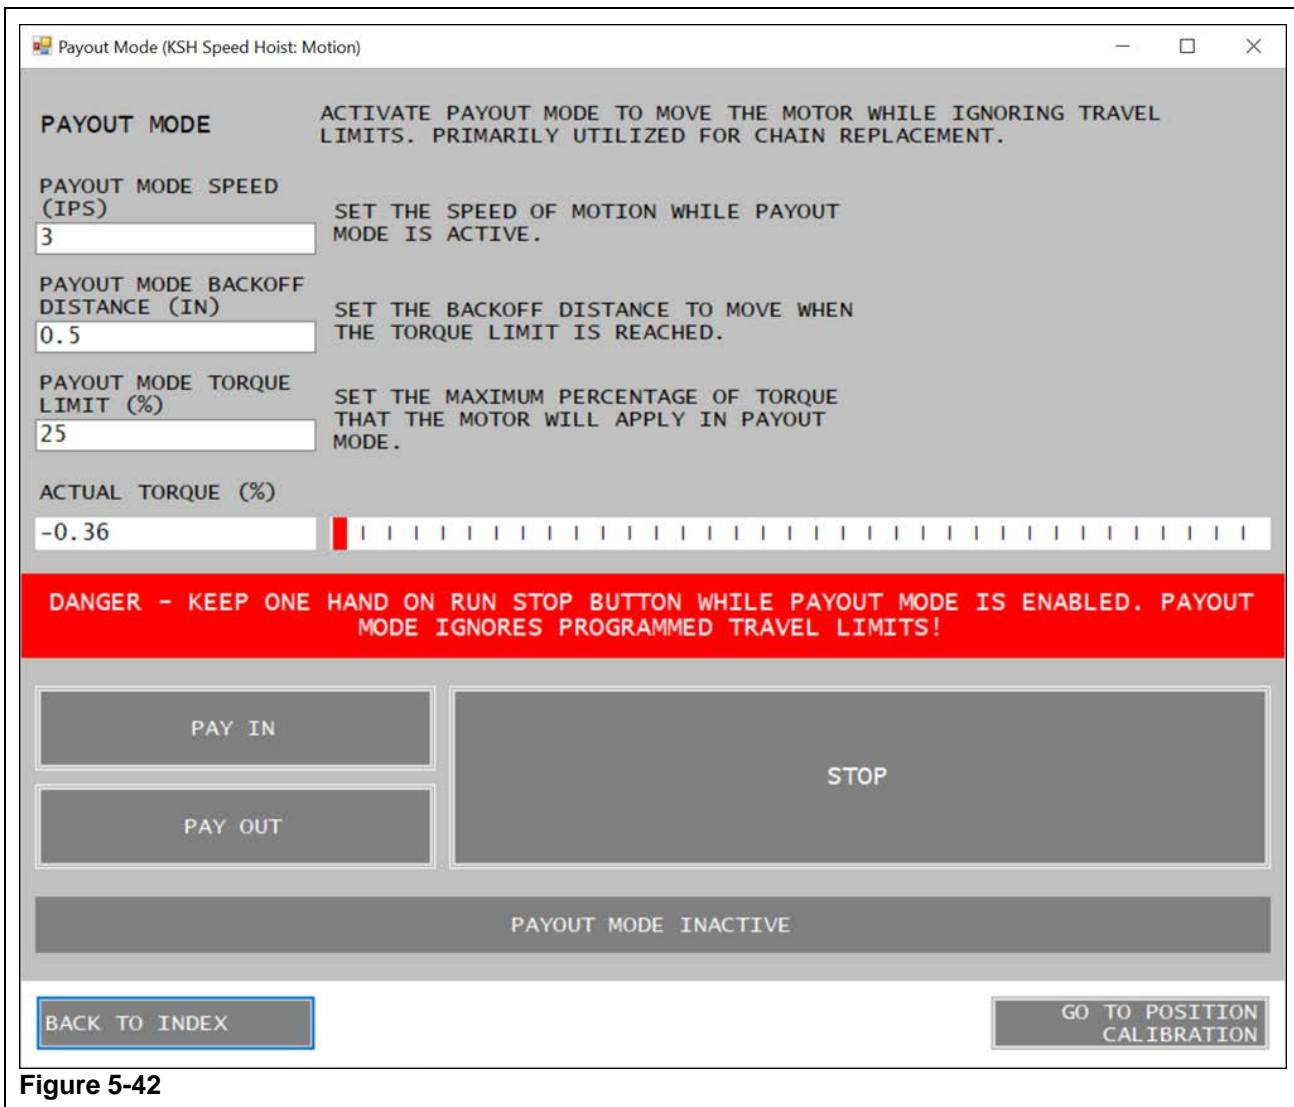 Payout Mode (KSH Speed Hoist: Motion)
PAYOUT MODE
ACTIVATE PAYOUT MODE TO MOVE THE MOTOR WHILE IGNORING TRAVEL
LIMITS. PRIMARILY UTILIZED FOR CHAIN REPLACEMENT.
PAYOUT MODE SPEED
(IPS)
3
SET THE SPEED OF MOTION WHILE PAYOUT
MODE IS ACTIVE.
PAYOUT MODE BACKOFF
DISTANCE (IN)
0.5
SET THE BACKOFF DISTANCE TO MOVE WHEN
THE TORQUE LIMIT IS REACHED.
PAYOUT MODE TORQUE
LIMIT (%)
25
SET THE MAXIMUM PERCENTAGE OF TORQUE
THAT THE MOTOR WILL APPLY IN PAYOUT
MODE.
ACTUAL TORQUE (%)
-0.36
DANGER - KEEP ONE HAND ON RUN STOP BUTTON WHILE PAYOUT MODE IS ENABLED. PAYOUT
MODE IGNORES PROGRAMMED TRAVEL LIMITS!
PAY IN
STOP
PAY OUT
PAYOUT MODE INACTIVE
BACK TO INDEX
GO TO POSITION
CALIBRATION
Figure 5-42